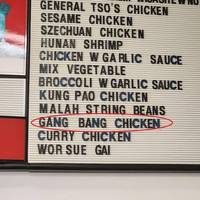 GENERAL TSO'S CHICKEN
SESAME CHICKEN
SZECHUAN CHICKEN
HUNAN SHRIMP
CHICKEN W GARLIC SAUCE
MIX VEGETABLE
BROCCOLI W GARLIC SAUCE
KUNG PAO CHICKEN
MALAH STRING BEANS
GANG BANG CHICKEN
CURRY CHICKEN
WOR SUE GAI